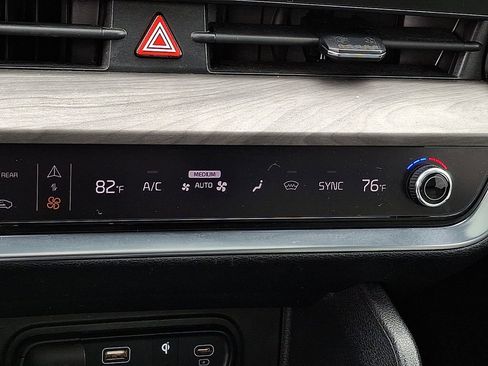 MEDIUM
REAR 82°F A/C AUTO SYNC 76°F